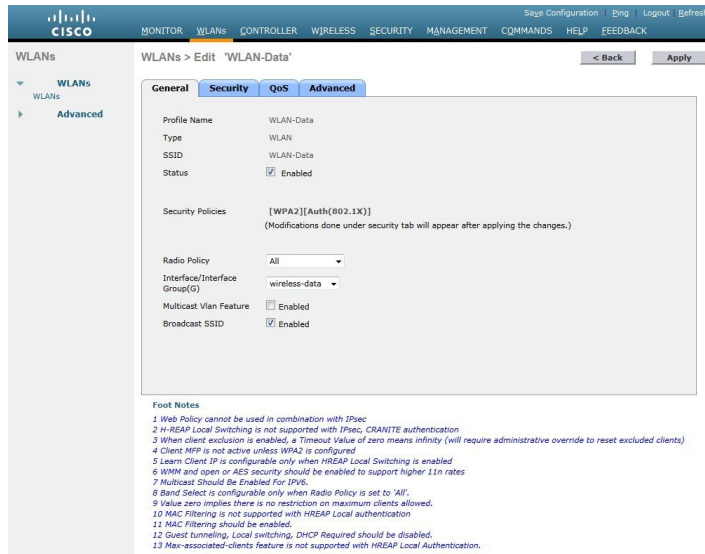 Save Configuration | Ping | Logout | Refresh
CISCO
MONITOR WLANs CONTROLLER WIRELESS SECURITY MANAGEMENT COMMANDS HELP FEEDBACK
WLANs
WLANs > Edit 'WLAN-Data'
< Back
Apply
WLANs
WLANs
Advanced
General Security QoS Advanced
Profile Name WLAN-Data
Type WLAN
SSID WLAN-Data
Status Enabled
Security Policies [WPA2][Auth(802.1X)]
(Modifications done under security tab will appear after applying the changes.)
Radio Policy All
Interface/Interface
Group(G) wireless-data
Multicast Vlan Feature Enabled
Broadcast SSID Enabled
Foot Notes
1 Web Policy cannot be used in combination with IPsec
2 H-REAP Local Switching is not supported with IPsec, CRANITE authentication
3 When client exclusion is enabled, a Timeout Value of zero means infinity (will require administrative override to reset excluded clients)
4 Client MFP is not active unless WPA2 is configured
5 Learn Client IP is configurable only when HREAP Local Switching is enabled
6 WMM and open or AES security should be enabled to support higher 11n rates
7 Multicast Should Be Enabled For IPV6.
8 Band Select is configurable only when Radio Policy is set to 'All'.
9 Value zero implies there is no restriction on maximum clients allowed.
10 MAC Filtering is not supported with HREAP Local authentication
11 MAC Filtering should be enabled.
12 Guest tunneling, Local switching, DHCP Required should be disabled.
13 Max-associated-clients feature is not supported with HREAP Local Authentication.